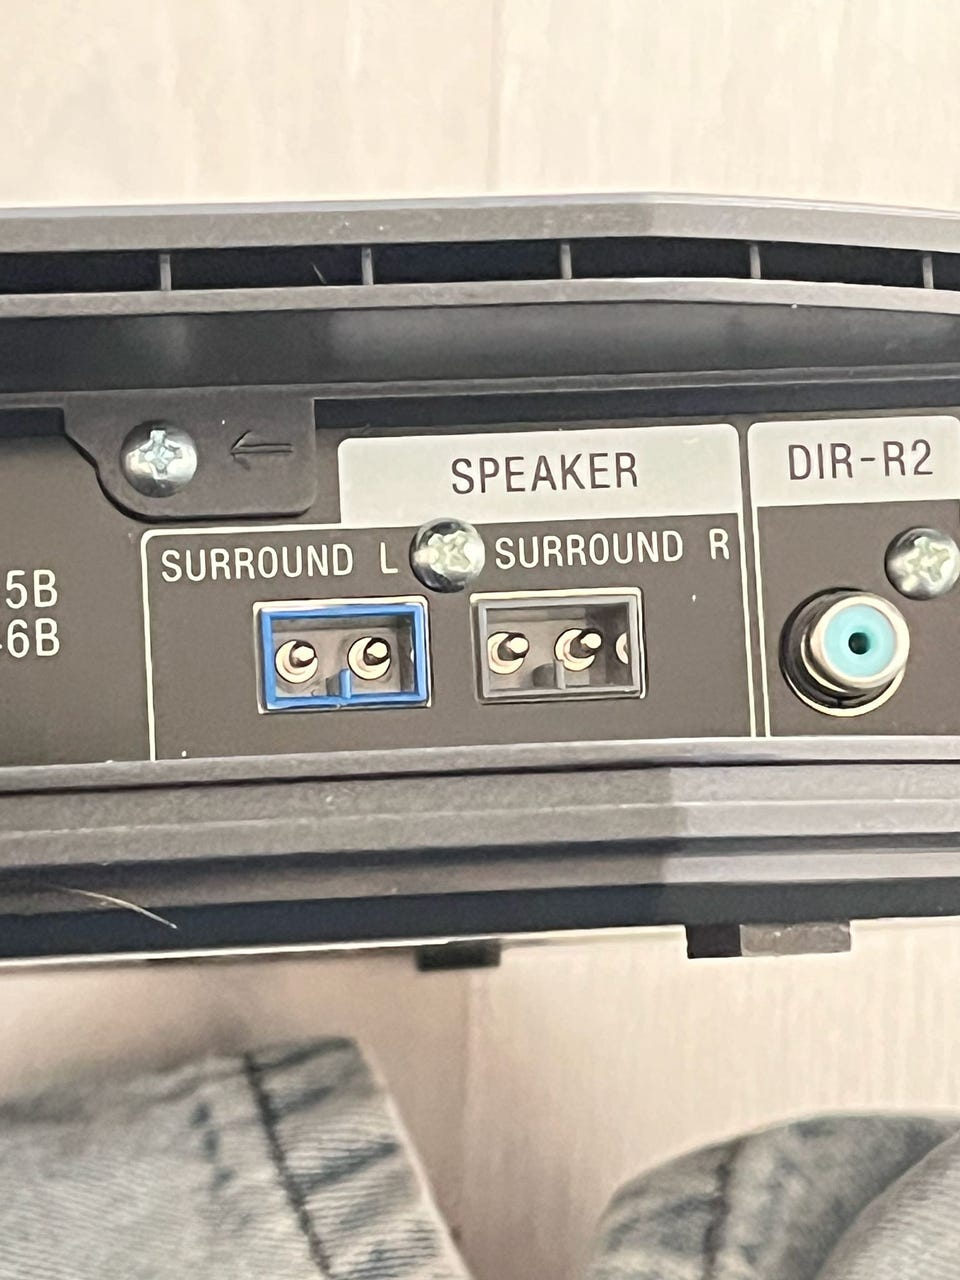 SPEAKER
DIR-R2
SURROUND L
SURROUND R
5B
6B